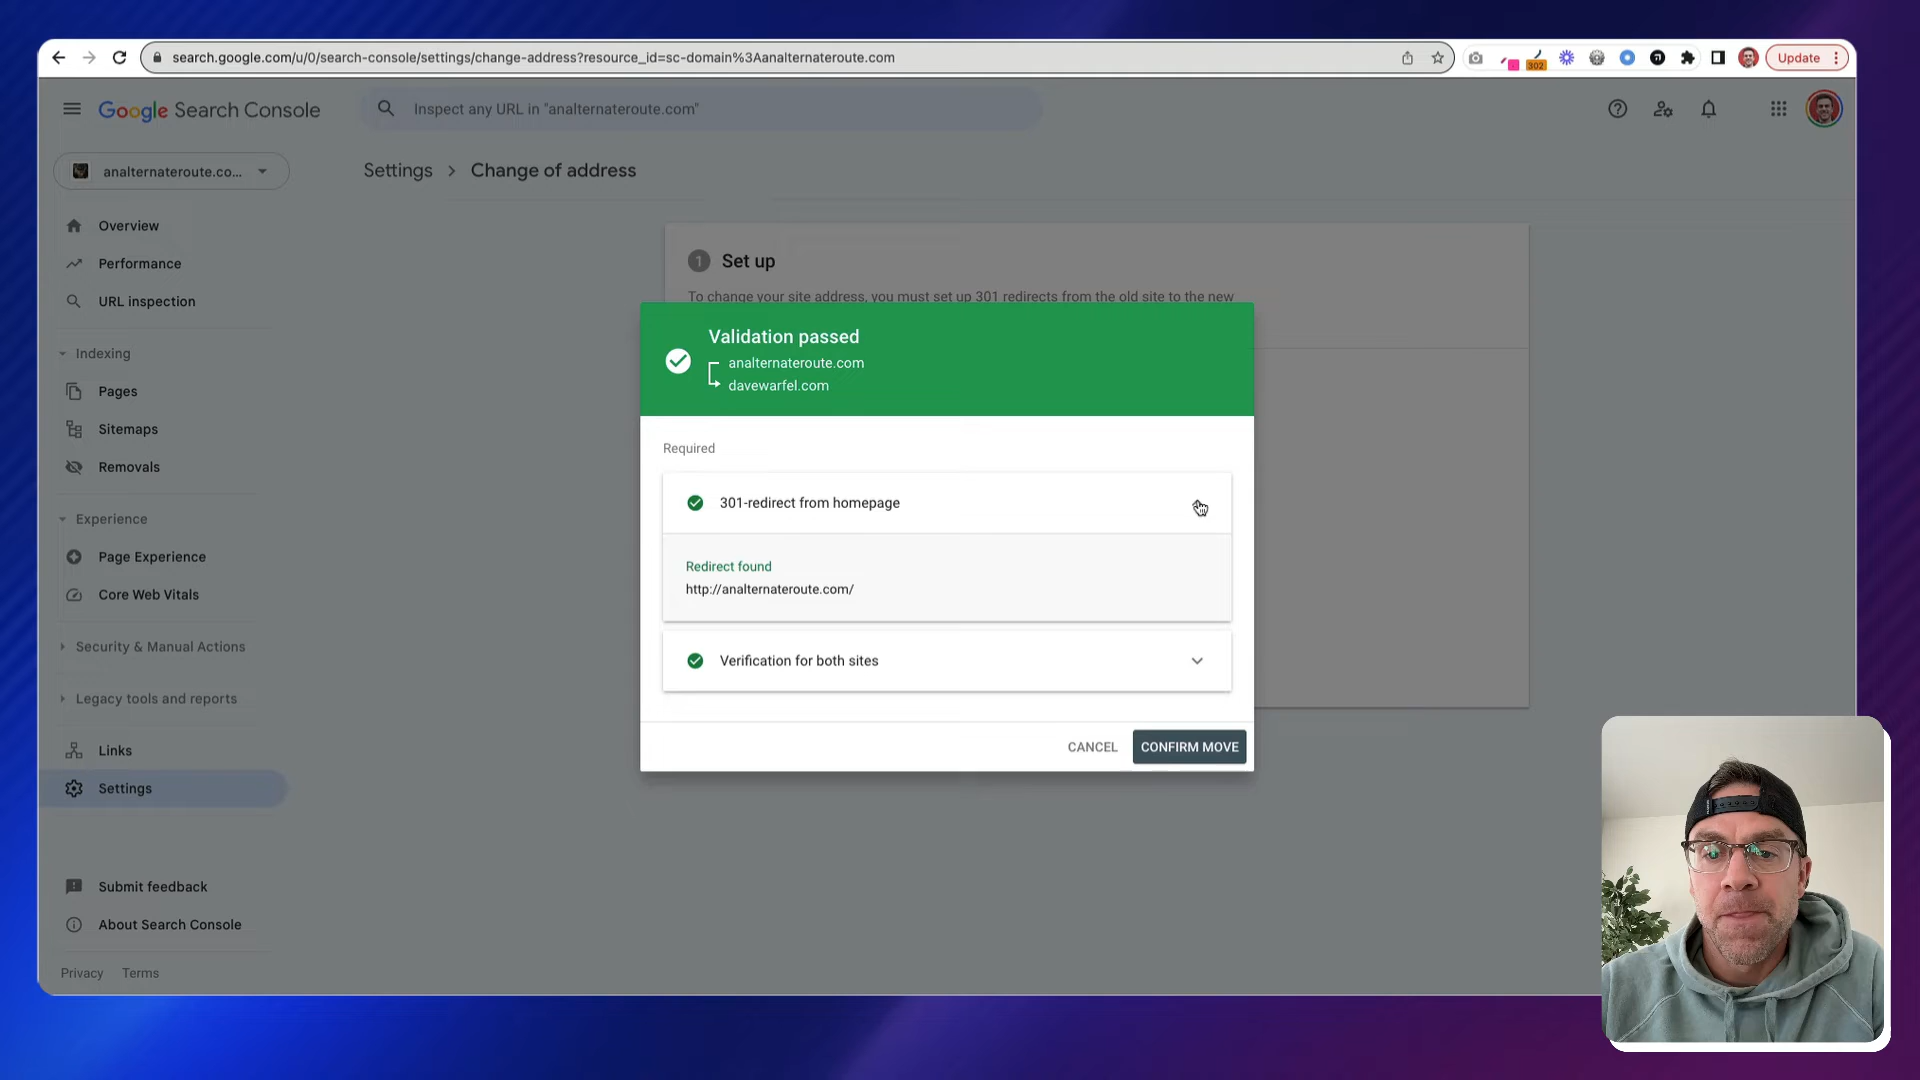 search.google.com/u/0/search-console/settings/change-address?resource_id=sc-domain%3Aanalternateroute.com
302
Update
Google Search Console
Inspect any URL in "analternateroute.com"
analternateroute.co...
Settings > Change of address
Overview
Performance
URL inspection
Indexing
Pages
Sitemaps
Removals
Experience
Page Experience
Core Web Vitals
Security & Manual Actions
Legacy tools and reports
Links
Settings
Submit feedback
About Search Console
Privacy Terms
1 Set up
To change your site address, you must set up 301 redirects from the old site to the new
Validation passed
analternateroute.com
davewarfel.com
Required
301-redirect from homepage
Redirect found
http://analternateroute.com/
Verification for both sites
CANCEL CONFIRM MOVE